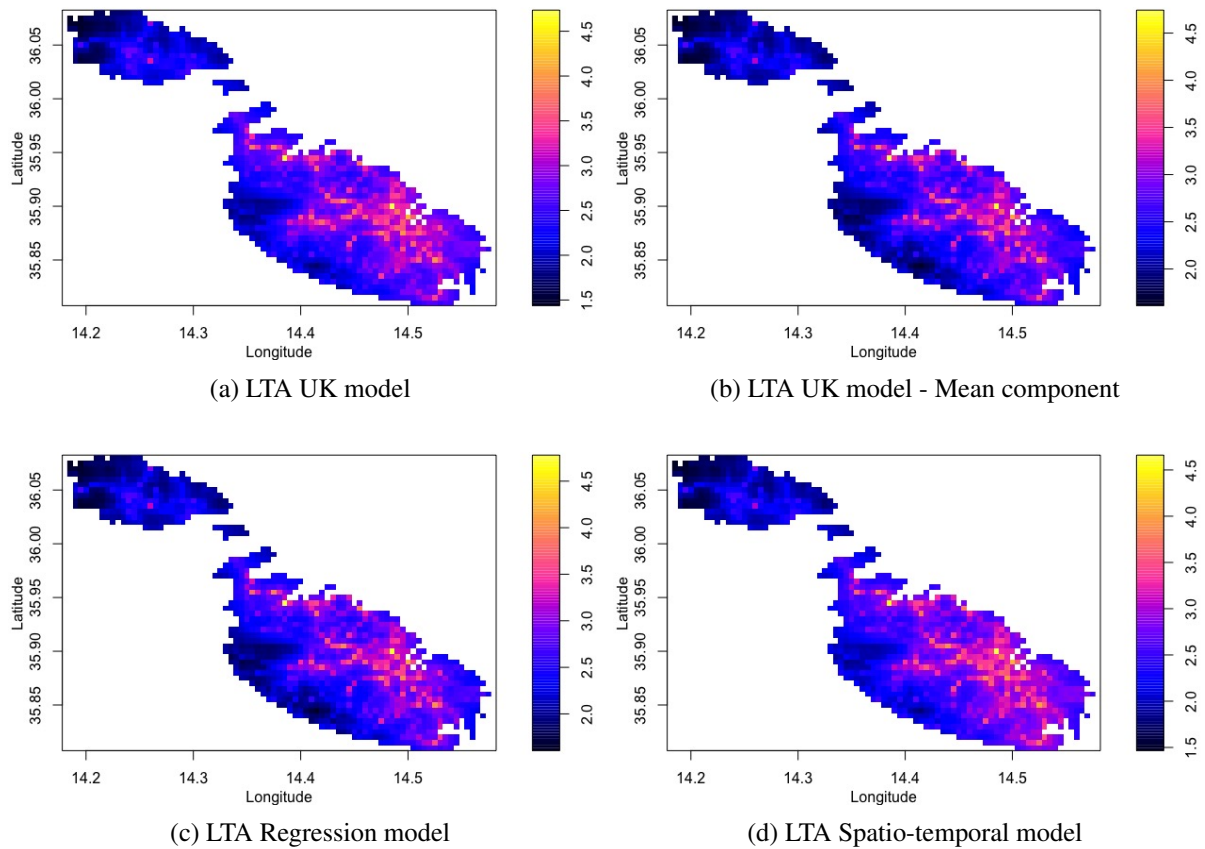 36.05
36.00
35.95
35.90
35.85
Latitude
14.2 14.3 14.4 14.5
Longitude
4.5
4.0
3.5
3.0
2.5
2.0
1.5
(a) LTA UK model
36.05
36.00
35.95
35.90
35.85
Latitude
14.2 14.3 14.4 14.5
Longitude
4.5
4.0
3.5
3.0
2.5
2.0
(b) LTA UK model - Mean component
36.05
36.00
35.95
35.90
35.85
Latitude
14.2 14.3 14.4 14.5
Longitude
4.5
4.0
3.5
3.0
2.5
2.0
(c) LTA Regression model
36.05
36.00
35.95
35.90
35.85
Latitude
14.2 14.3 14.4 14.5
Longitude
4.5
4.0
3.5
3.0
2.5
2.0
1.5
(d) LTA Spatio-temporal model